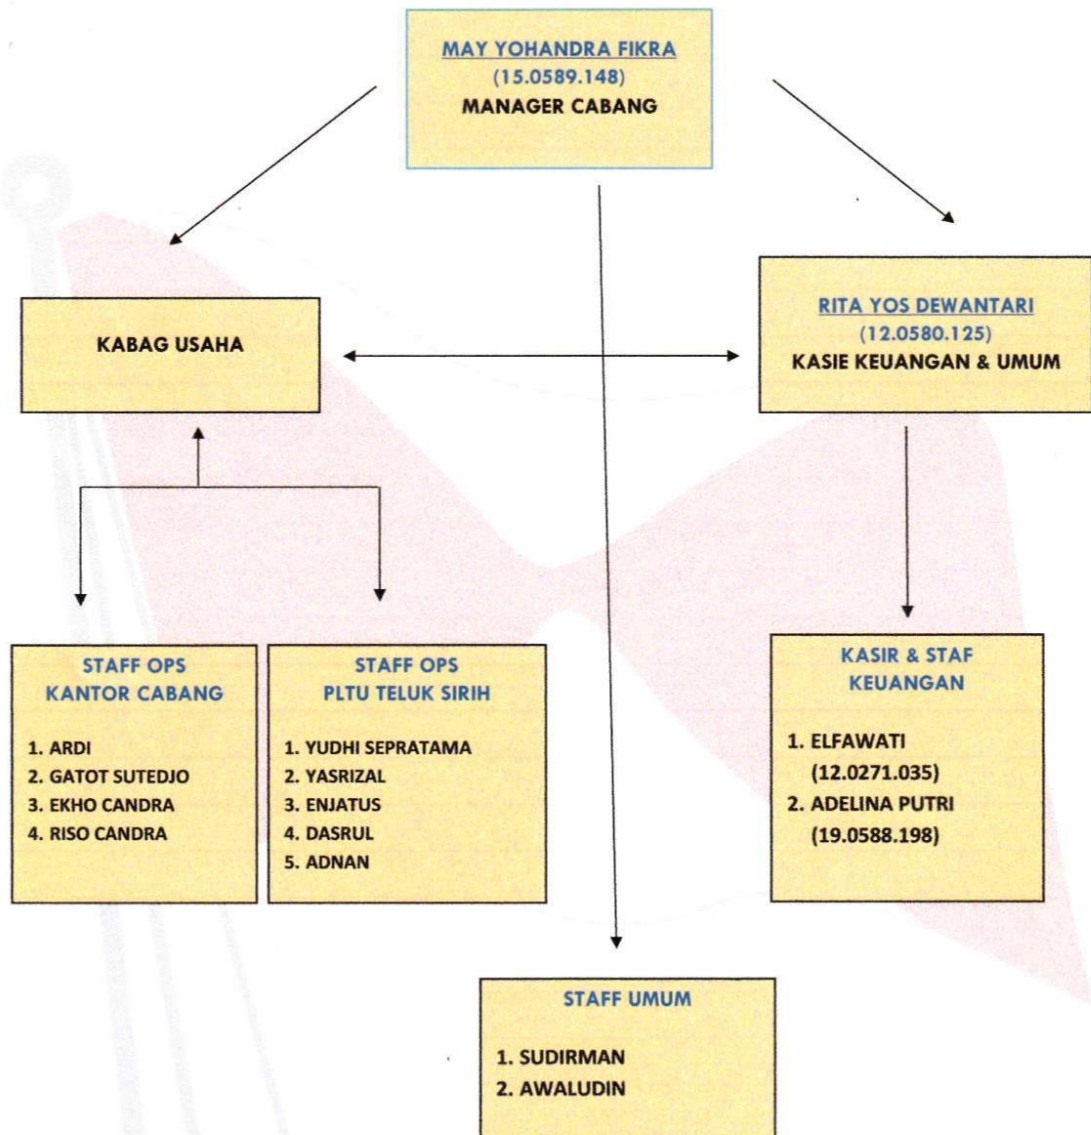 MAY YOHANDRA FIKRA
(15.0589.148)
MANAGER CABANG
KABAG USAHA
RITA YOS DEWANTARI
(12.0580.125)
KASIE KEUANGAN & UMUM
STAFF OPS
KANTOR CABANG
1. ARDI
2. GATOT SUTEDJO
3. EKHO CANDRA
4. RISO CANDRA
STAFF OPS
PLTU TELUK SIRIH
1. YUDHI SEPRATAMA
2. YASRIZAL
3. ENJATUS
4. DASRUL
5. ADNAN
KASIR & STAF
KEUANGAN
1. ELFAWATI
(12.0271.035)
2. ADELINA PUTRI
(19.0588.198)
STAFF UMUM
1. SUDIRMAN
2. AWALUDIN